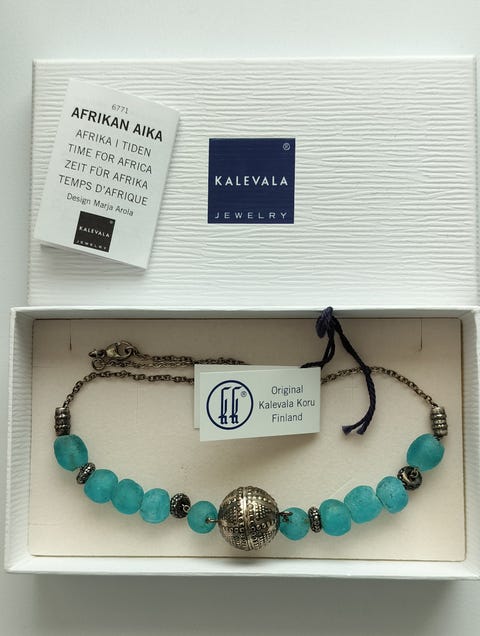 6771
AFRIKAN AIKA
AFRIKA I TIDEN
TIME FOR AFRICA
ZEIT FÜR AFRIKA
TEMPS D'AFRIQUE
Design Marja Arola
KALEVALA
JEWELRY
®
KALEVALA
JEWELRY
Original
Kalevala Koru
Finland